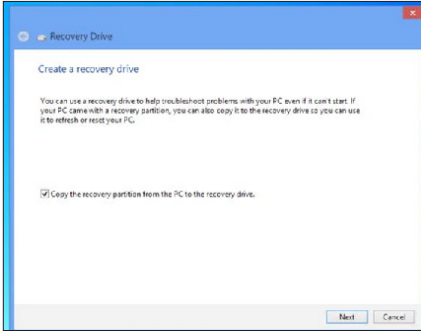 Recovery Drive
Create a recovery drive
You can use a recovery drive to help troubleshoot problems with your PC even if it can't start. If
your PC came with a recovery partition, you can also copy it to the recovery drive so you can use
it to refresh or reset your PC.
Copy the recovery partition from the PC to the recovery drive.
Next Cancel